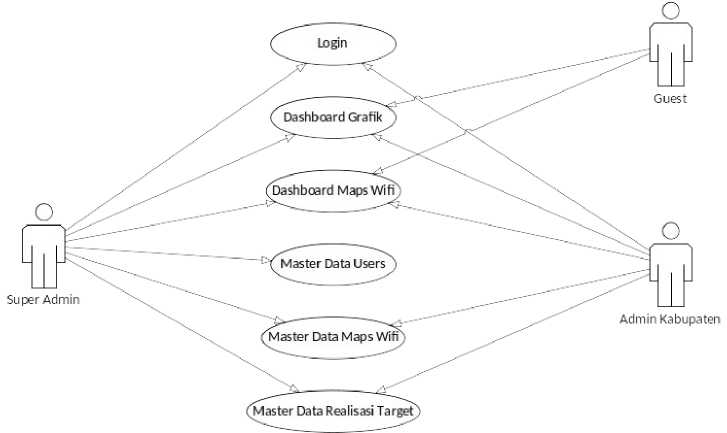 Login
Guest
Dashboard Grafik
Dashboard Maps Wifi
Master Data Users
Super Admin
Admin Kabupaten
Master Data Maps Wifi
Master Data Realisasi Target